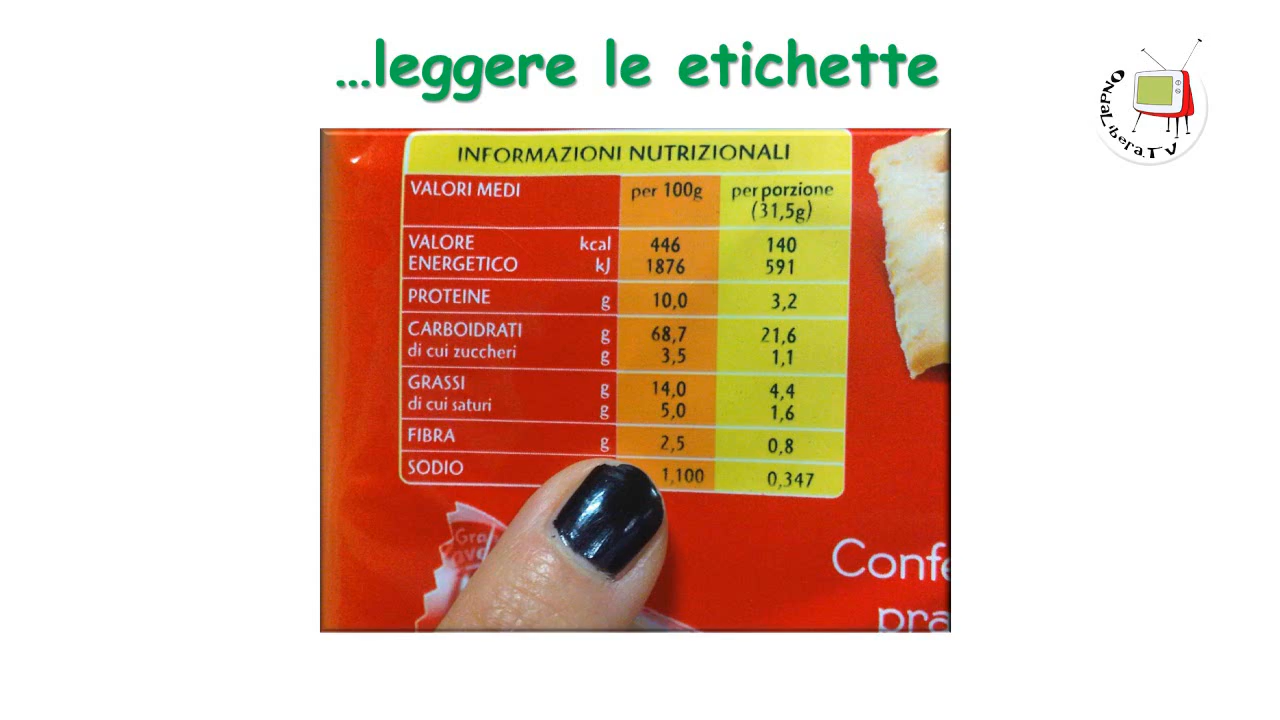 ...leggere le etichette
OndaLiberaTV
INFORMAZIONI NUTRIZIONALI
VALORI MEDI per 100g per porzione
(31,5g)
VALORE kcal 446 140
ENERGETICO kJ 1876 591
PROTEINE g 10,0 3,2
CARBOIDRATI g 68,7 21,6
di cui zuccheri g 3,5 1,1
GRASSI g 14,0 4,4
di cui saturi g 5,0 1,6
FIBRA g 2,5 0,8
SODIO 1,100 0,347
Gra
ave
Confe
pra